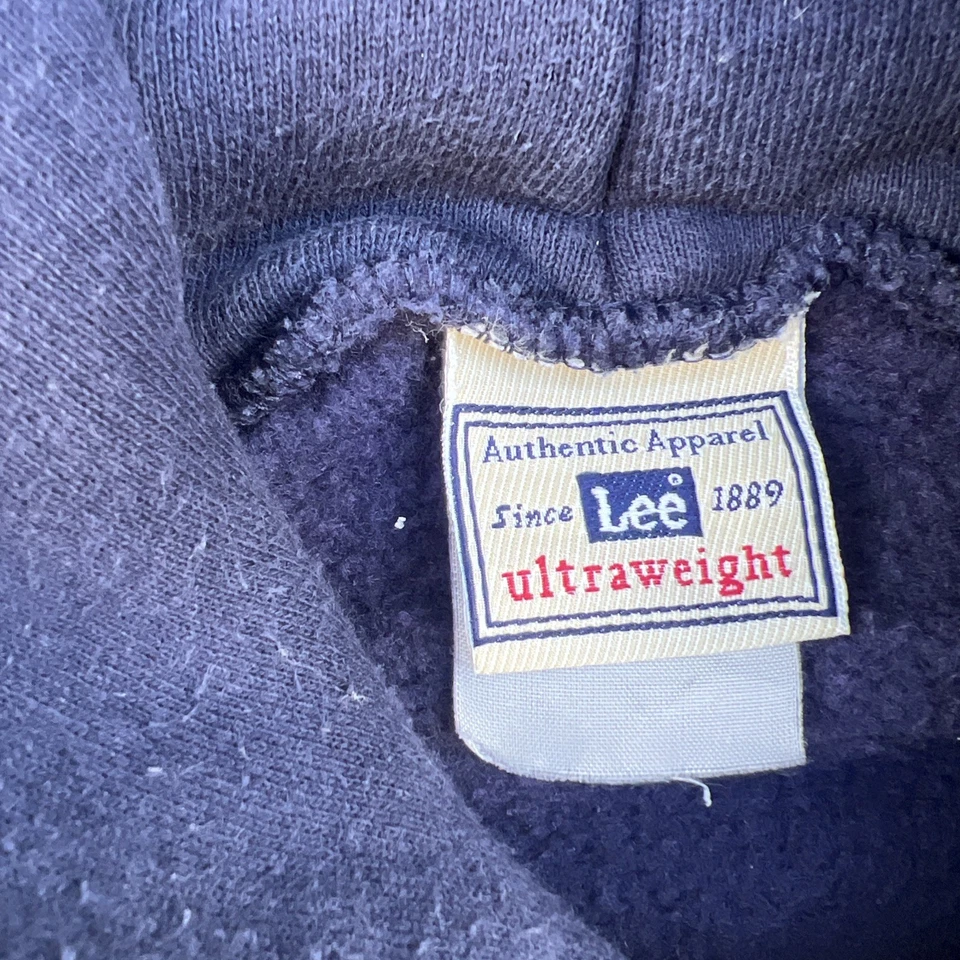 Authentic Apparel
Since Lee® 1889
ultraweight